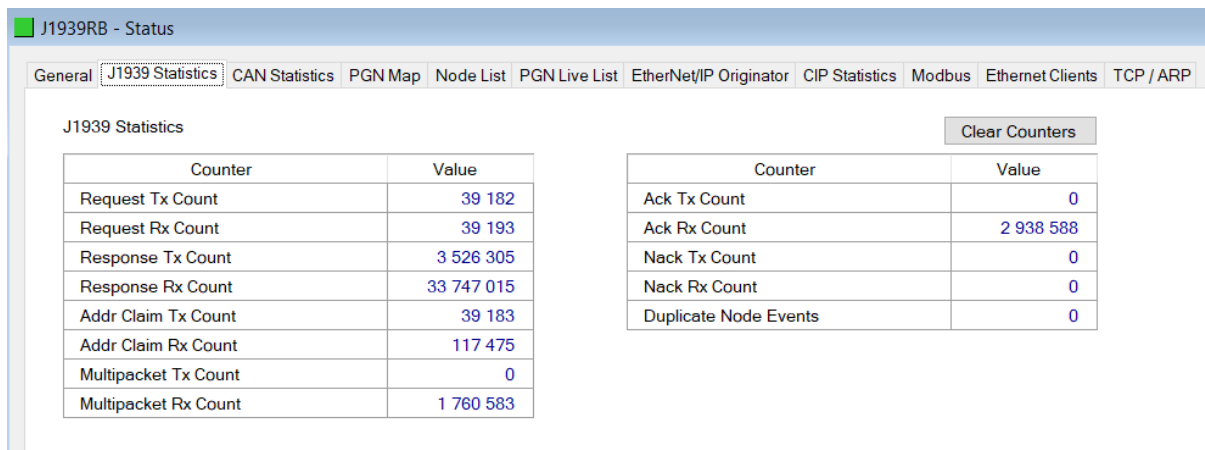 J1939RB - Status
General J1939 Statistics CAN Statistics PGN Map Node List PGN Live List EtherNet/IP Originator CIP Statistics Modbus Ethernet Clients TCP / ARP
J1939 Statistics
Clear Counters
Counter Value
Request Tx Count 39 182
Request Rx Count 39 193
Response Tx Count 3 526 305
Response Rx Count 33 747 015
Addr Claim Tx Count 39 183
Addr Claim Rx Count 117 475
Multipacket Tx Count 0
Multipacket Rx Count 1 760 583
Counter Value
Ack Tx Count 0
Ack Rx Count 2 938 588
Nack Tx Count 0
Nack Rx Count 0
Duplicate Node Events 0